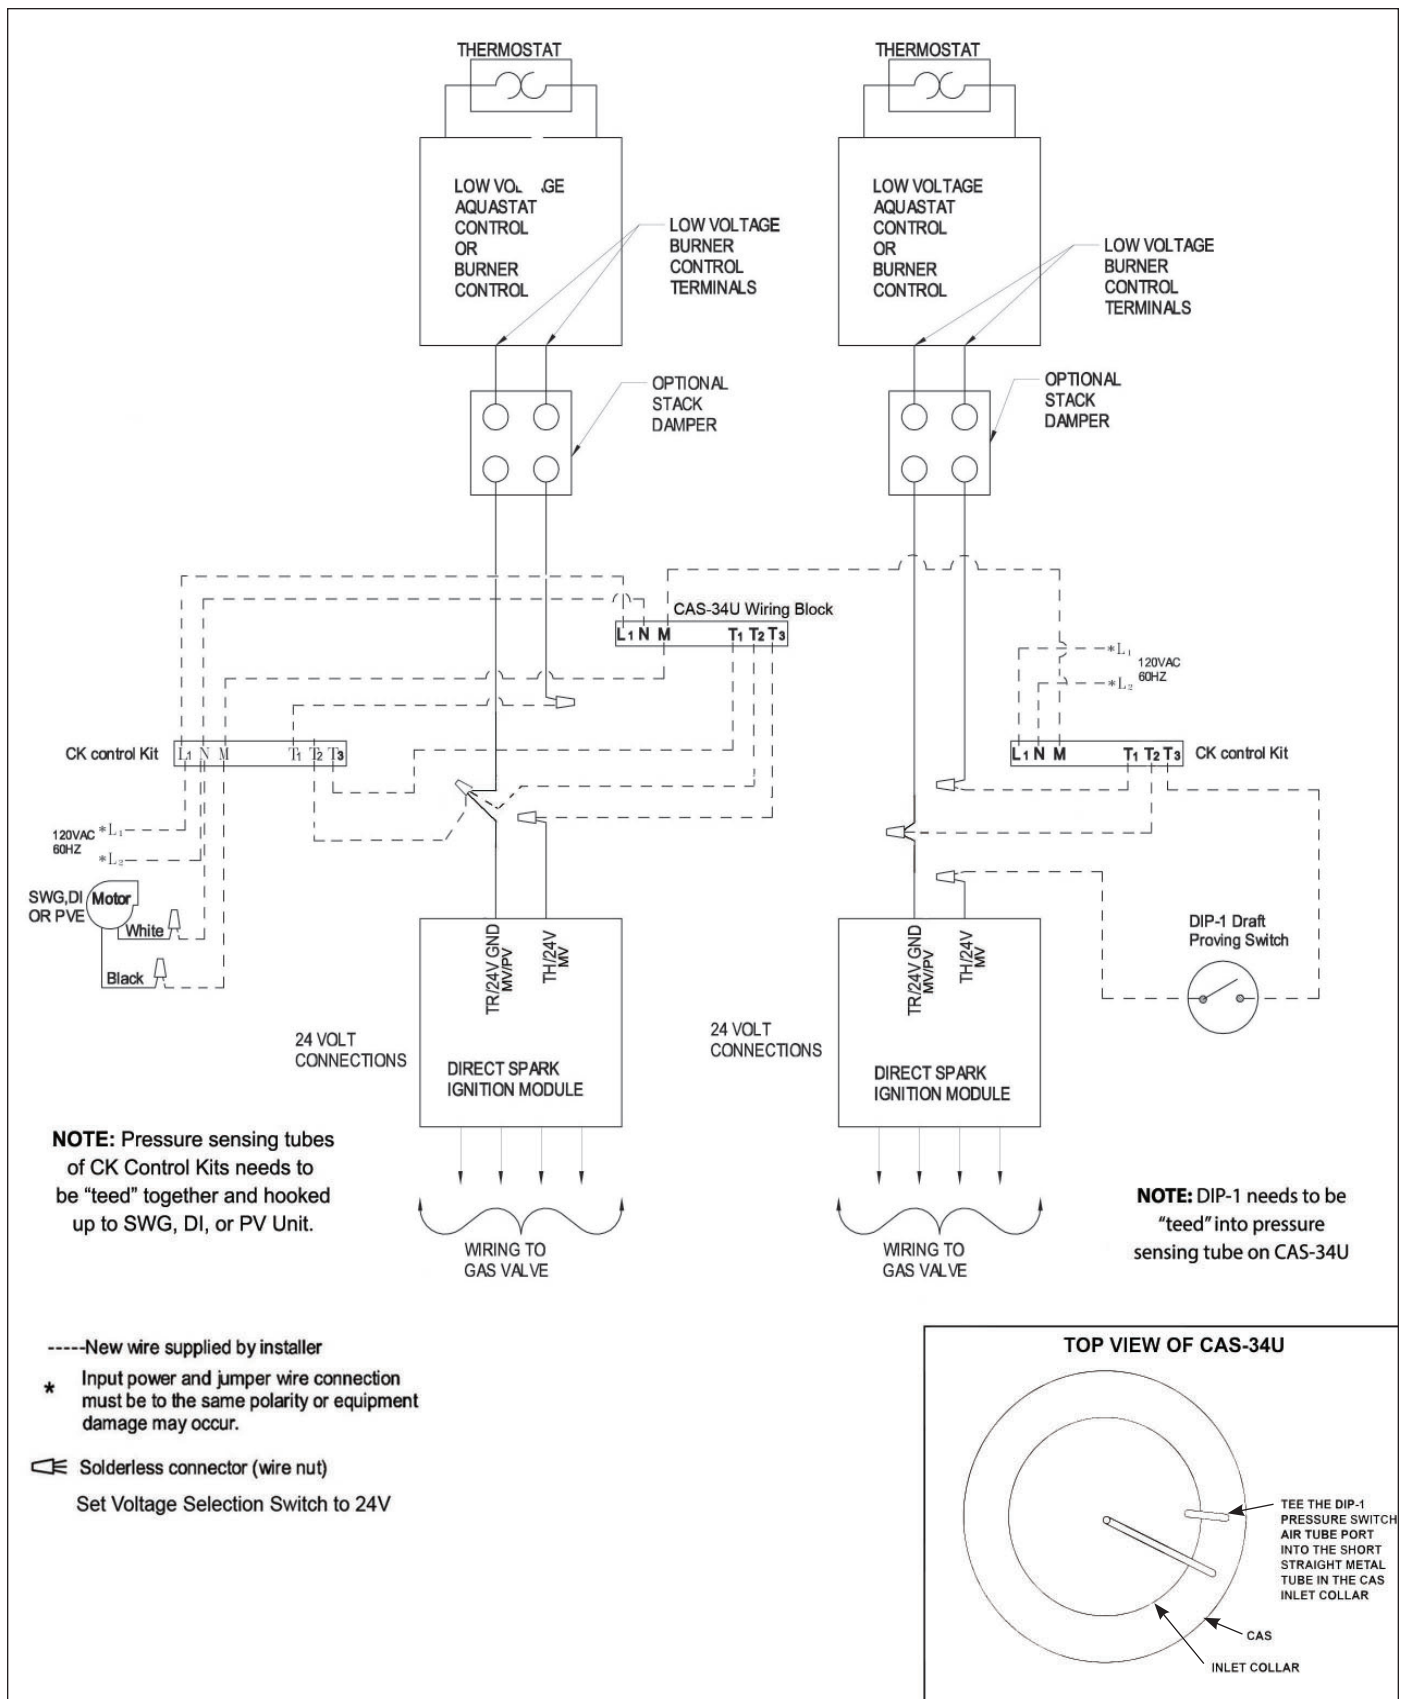 THERMOSTAT
LOW VOL GE
AQUASTAT
CONTROL
OR
BURNER
CONTROL
LOW VOLTAGE
BURNER
CONTROL
TERMINALS
OPTIONAL
STACK
DAMPER
THERMOSTAT
LOW VOLTAGE
AQUASTAT
CONTROL
OR
BURNER
CONTROL
LOW VOLTAGE
BURNER
CONTROL
TERMINALS
OPTIONAL
STACK
DAMPER
CAS-34U Wiring Block
L1 N M T1 T2 T3
*L1
120VAC
60HZ
*L2
CK control Kit
L1 N M T1 T2 T3
L1 N M T1 T2 T3
CK control Kit
120VAC
60HZ
*L1
*L2
SWG,DI
OR PVE
Motor
White
Black
TR/24V GND
MV/PV
TH/24V
MV
24 VOLT
CONNECTIONS
DIRECT SPARK
IGNITION MODULE
TR/24V GND
MV/PV
TH/24V
MV
24 VOLT
CONNECTIONS
DIRECT SPARK
IGNITION MODULE
DIP-1 Draft
Proving Switch
NOTE: Pressure sensing tubes
of CK Control Kits needs to
be “teed” together and hooked
up to SWG, DI, or PV Unit.
WIRING TO
GAS VALVE
WIRING TO
GAS VALVE
NOTE: DIP-1 needs to be
“teed” into pressure
sensing tube on CAS-34U
-----New wire supplied by installer
* Input power and jumper wire connection
must be to the same polarity or equipment
damage may occur.
Solderless connector (wire nut)
Set Voltage Selection Switch to 24V
TOP VIEW OF CAS-34U
TEE THE DIP-1
PRESSURE SWITCH
AIR TUBE PORT
INTO THE SHORT
STRAIGHT METAL
TUBE IN THE CAS
INLET COLLAR
CAS
INLET COLLAR